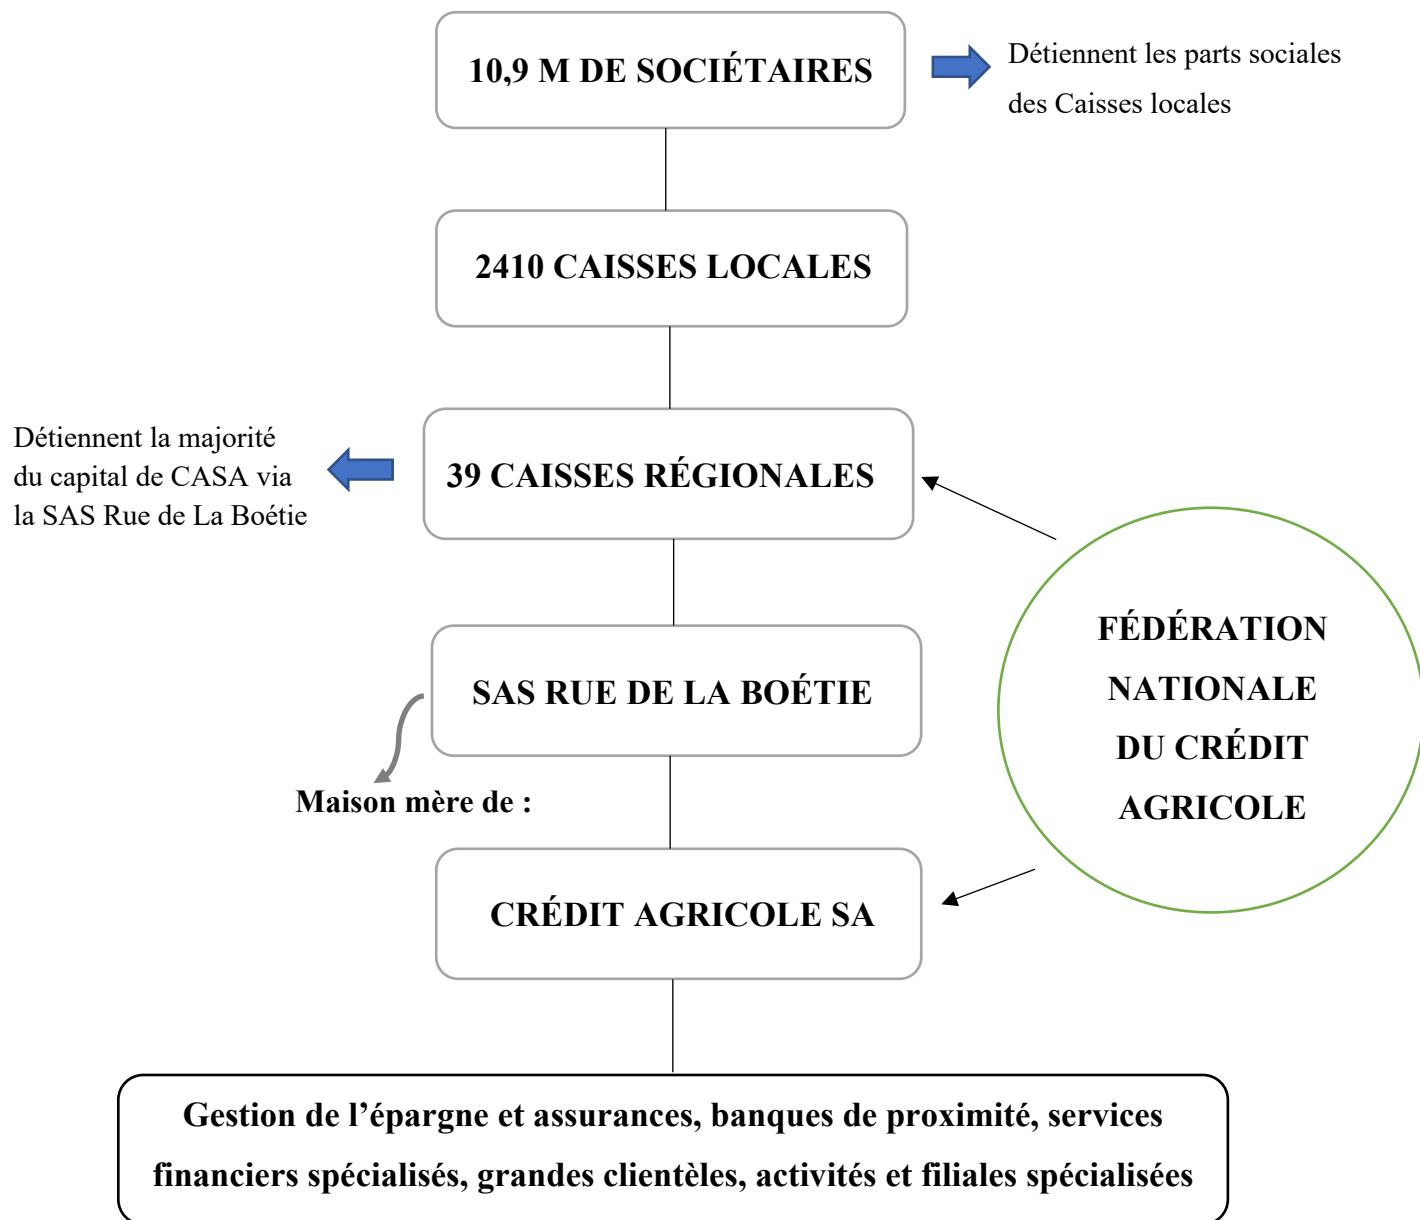 10,9 M DE SOCIÉTAIRES
Détiennent les parts sociales
des Caisses locales
2410 CAISSES LOCALES
Détiennent la majorité
du capital de CASA via
la SAS Rue de La Boétie
39 CAISSES RÉGIONALES
FÉDÉRATION
NATIONALE
DU CRÉDIT
AGRICOLE
SAS RUE DE LA BOÉTIE
Maison mère de :
CRÉDIT AGRICOLE SA
Gestion de l’épargne et assurances, banques de proximité, services
financiers spécialisés, grandes clientèles, activités et filiales spécialisées